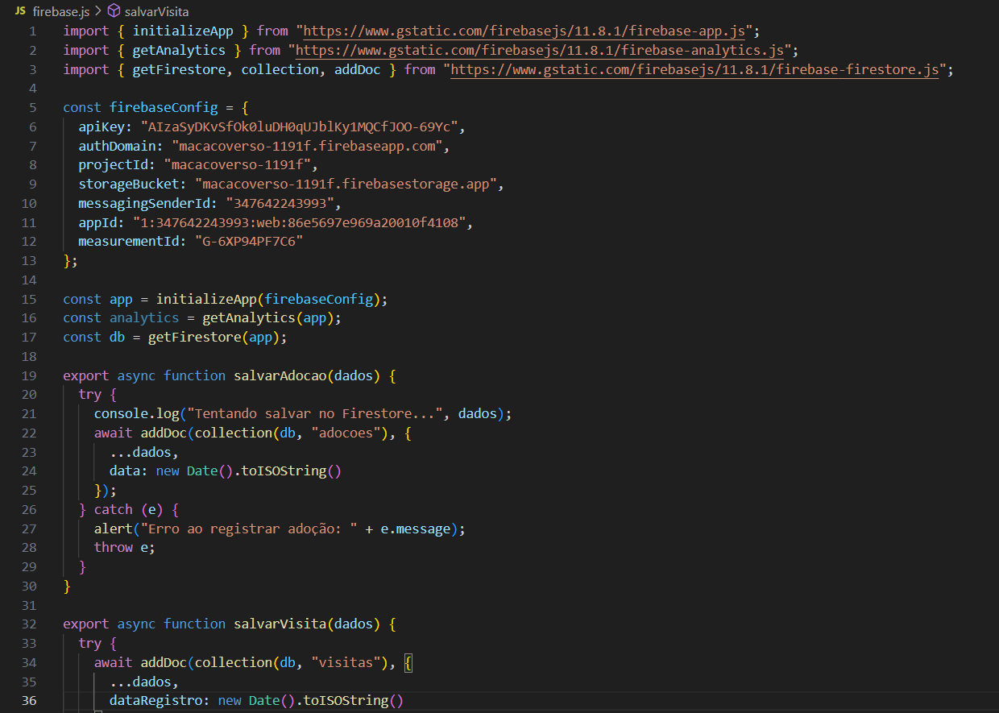 JS firebase.js > salvarVisita
1 import { initializeApp } from "https://www.gstatic.com/firebasejs/11.8.1/firebase-app.js";
2 import { getAnalytics } from "https://www.gstatic.com/firebasejs/11.8.1/firebase-analytics.js";
3 import { getFirestore, collection, addDoc } from "https://www.gstatic.com/firebasejs/11.8.1/firebase-firestore.js";
4
5 const firebaseConfig = {
6   apiKey: "AIzaSyDKvSfOk0luDH0qUJblKy1MQCfJOO-69Yc",
7   authDomain: "macacoverso-1191f.firebaseapp.com",
8   projectId: "macacoverso-1191f",
9   storageBucket: "macacoverso-1191f.firebasestorage.app",
10   messagingSenderId: "347642243993",
11   appId: "1:347642243993:web:86e5697e969a20010f4108",
12   measurementId: "G-6XP94PF7C6"
13 };
14
15 const app = initializeApp(firebaseConfig);
16 const analytics = getAnalytics(app);
17 const db = getFirestore(app);
18
19 export async function salvarAdocao(dados) {
20   try {
21     console.log("Tentando salvar no Firestore...", dados);
22     await addDoc(collection(db, "adocoes"), {
23       ...dados,
24       data: new Date().toISOString()
25     });
26   } catch (e) {
27     alert("Erro ao registrar adoção: " + e.message);
28     throw e;
29   }
30 }
31
32 export async function salvarVisita(dados) {
33   try {
34     await addDoc(collection(db, "visitas"), {
35       ...dados,
36       dataRegistro: new Date().toISOString()